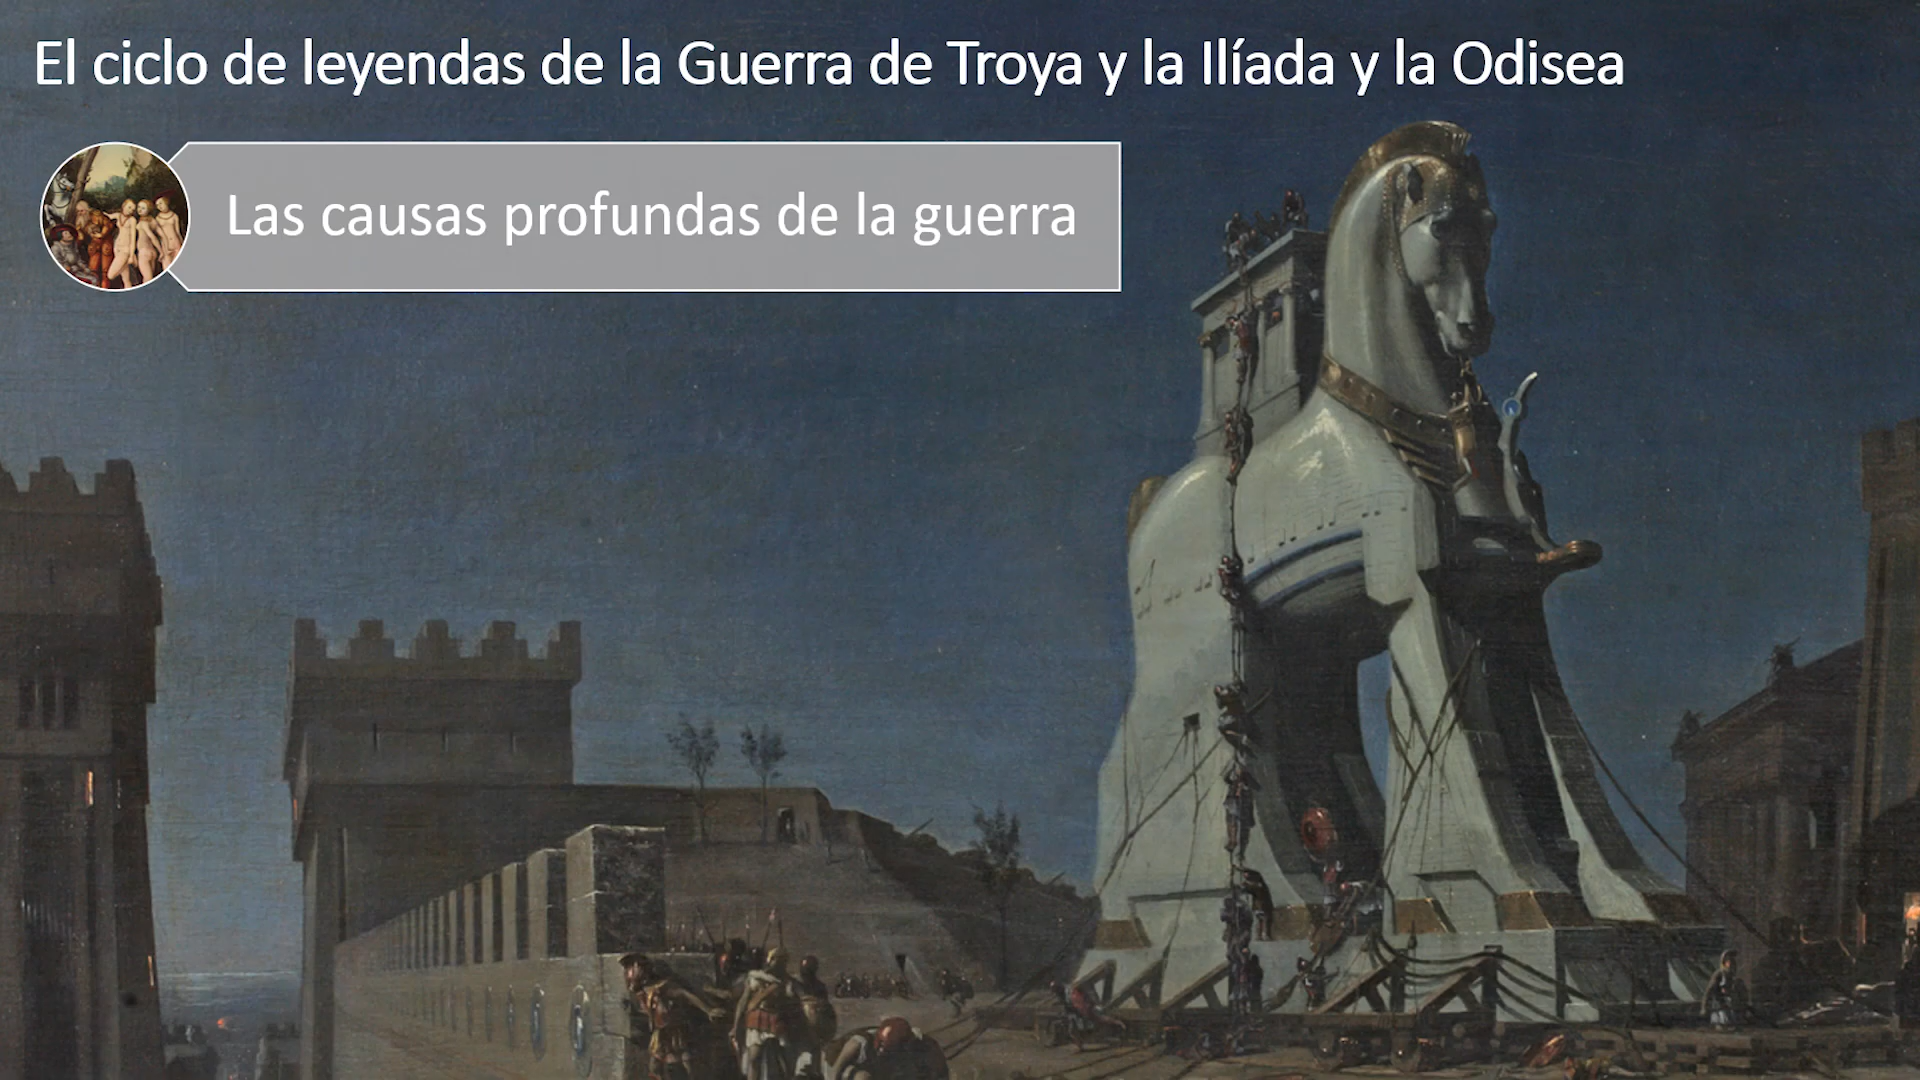 El ciclo de leyendas de la Guerra de Troya y la Ilíada y la Odisea
Las causas profundas de la guerra